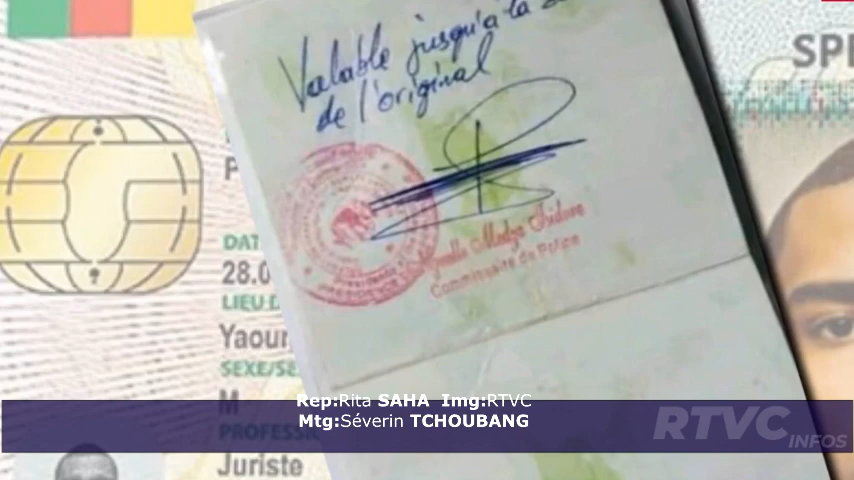 Valable jusqu'à la
de l'original
SPE
P
DAT
28.0
LIEU D
Yaour
SEXE/SE
M
PROFESSI
Juriste
Commissaire de Police
Rep:Rita SAHA Img:RTVC
Mtg:Séverin TCHOUBANG
RTVC INFOS